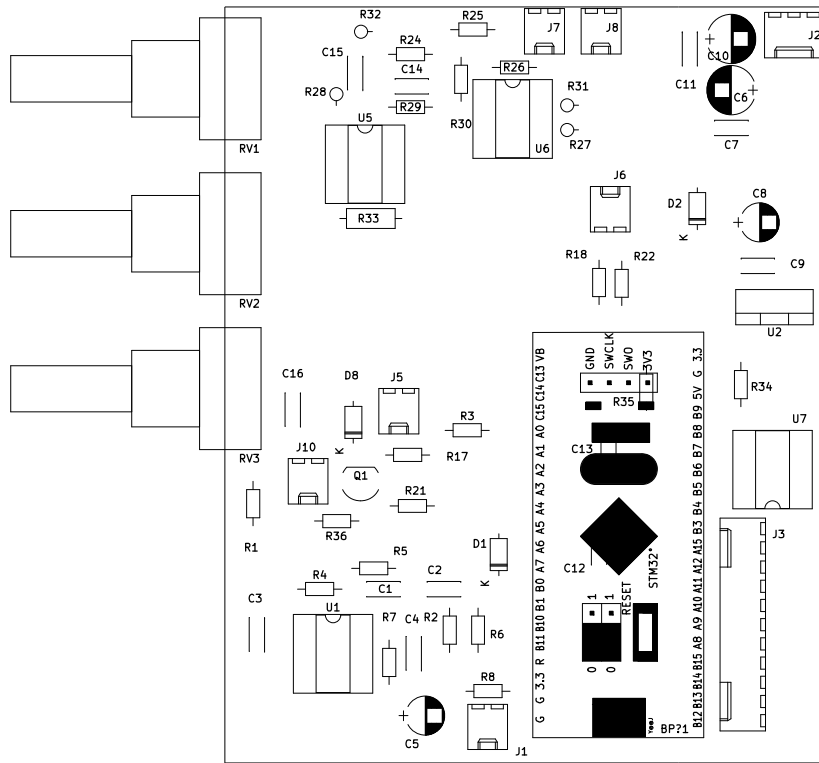 R32
R25
J7
J8
J2
R24
C15
C14
C10
R26
C11
C6
R28
R31
R29
U5
R30
R27
C7
RV1
U6
J6
D2
C8
K
R33
R18
R22
C9
RV2
U2
GND
SWCLK
SWO
3V3
R35
R34
C16
D8
J5
R3
U7
K
J10
R17
C13
RV3
Q1
R21
R1
R36
D1
J3
R5
K
C12
STM32°
R4
C1
C2
C3
U1
R7
C4
R2
R6
1
1
RESET
0
0
R8
C5
J1
BP?1
VB
C13
C14
C15
A0
A1
A2
A3
A4
A5
A6
A7
B0
B1
B10
B11
R
3.3
G
G
3.3
G
5V
B9
B8
B7
B6
B5
B4
B3
A15
A12
A11
A10
A9
A8
B15
B14
B13
B12